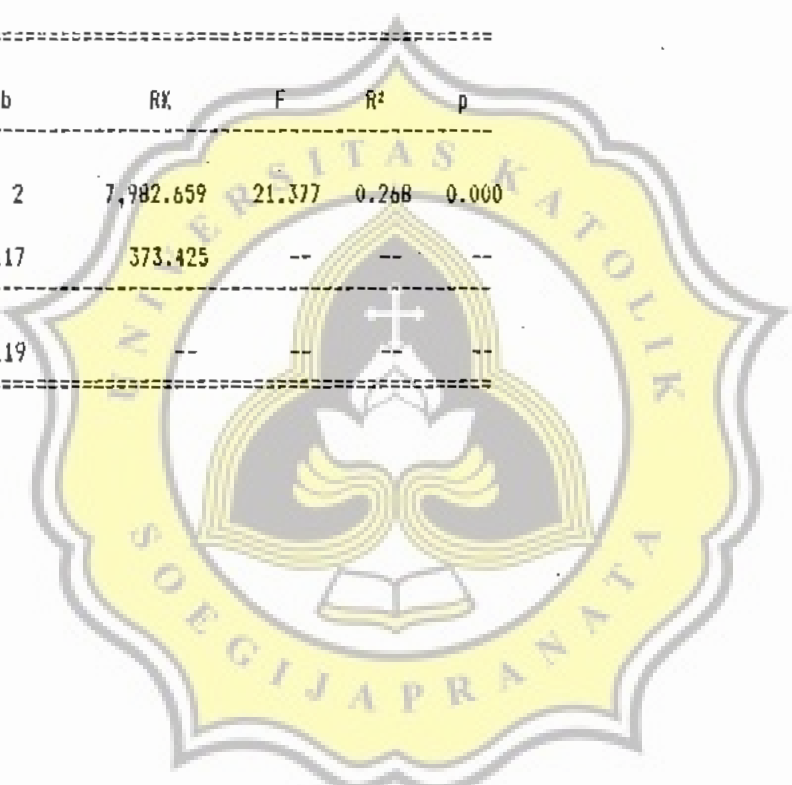 b RK F R² p
2 7,982.659 21.377 0.268 0.000
17 373.425 -- -- --
19 -- -- -- --
UNIVERSITAS KATOLIK
SOEGIJAPRANATA